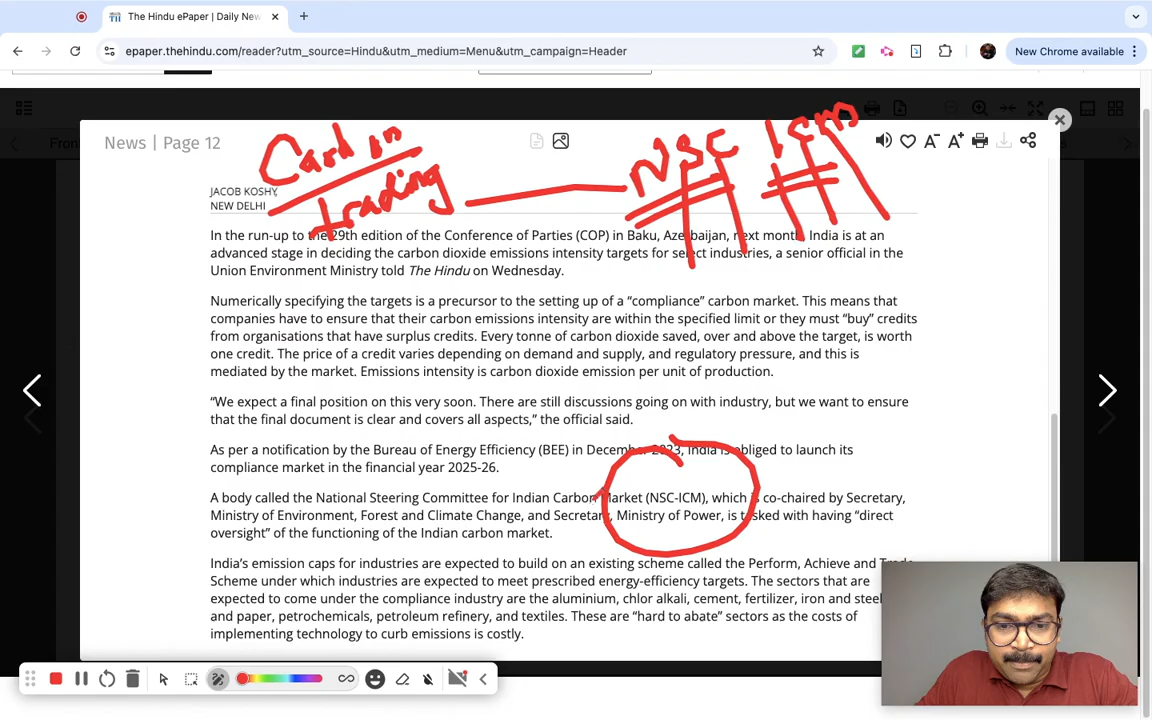 The Hindu ePaper | Daily New
epaper.thehindu.com/reader?utm_source=Hindu&utm_medium=Menu&utm_campaign=Header
New Chrome available
News | Page 12
A- A+
Carbon
trading
NSC ICM
JACOB KOSHY,
NEW DELHI
In the run-up to the 29th edition of the Conference of Parties (COP) in Baku, Azerbaijan, next month, India is at an
advanced stage in deciding the carbon dioxide emissions intensity targets for select industries, a senior official in the
Union Environment Ministry told The Hindu on Wednesday.
Numerically specifying the targets is a precursor to the setting up of a “compliance” carbon market. This means that
companies have to ensure that their carbon emissions intensity are within the specified limit or they must “buy” credits
from organisations that have surplus credits. Every tonne of carbon dioxide saved, over and above the target, is worth
one credit. The price of a credit varies depending on demand and supply, and regulatory pressure, and this is
mediated by the market. Emissions intensity is carbon dioxide emission per unit of production.
“We expect a final position on this very soon. There are still discussions going on with industry, but we want to ensure
that the final document is clear and covers all aspects,” the official said.
As per a notification by the Bureau of Energy Efficiency (BEE) in December 2023, India is obliged to launch its
compliance market in the financial year 2025-26.
A body called the National Steering Committee for Indian Carbon Market (NSC-ICM), which is co-chaired by Secretary,
Ministry of Environment, Forest and Climate Change, and Secretary, Ministry of Power, is tasked with having “direct
oversight” of the functioning of the Indian carbon market.
India’s emission caps for industries are expected to build on an existing scheme called the Perform, Achieve and Trade
Scheme under which industries are expected to meet prescribed energy-efficiency targets. The sectors that are
expected to come under the compliance industry are the aluminium, chlor alkali, cement, fertilizer, iron and steel
and paper, petrochemicals, petroleum refinery, and textiles. These are “hard to abate” sectors as the costs of
implementing technology to curb emissions is costly.